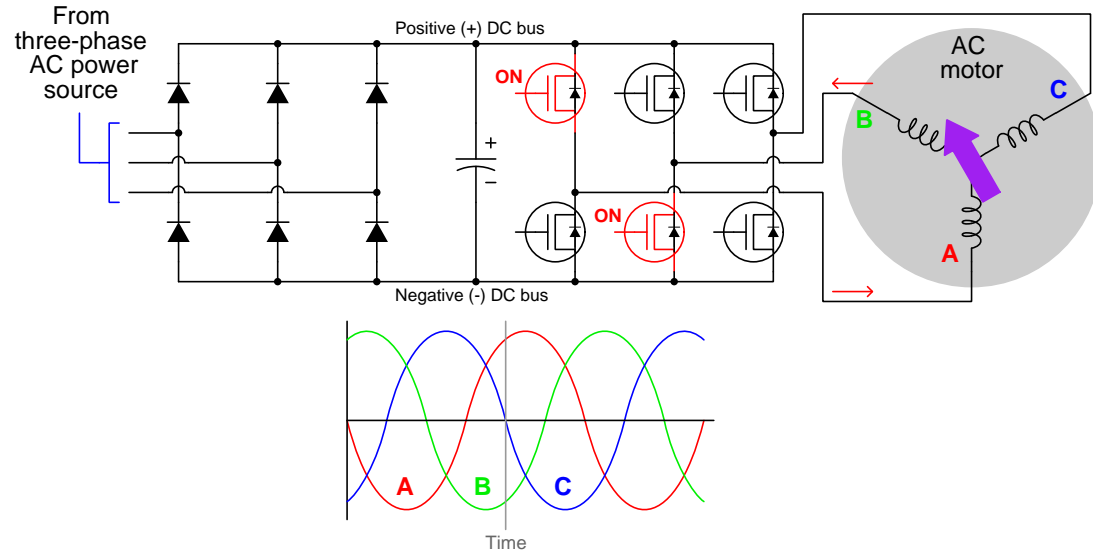 From
three-phase
AC power
source
Positive (+) DC bus
ON
ON
+
−
Negative (-) DC bus
AC
motor
B
C
A
A
B
C
Time